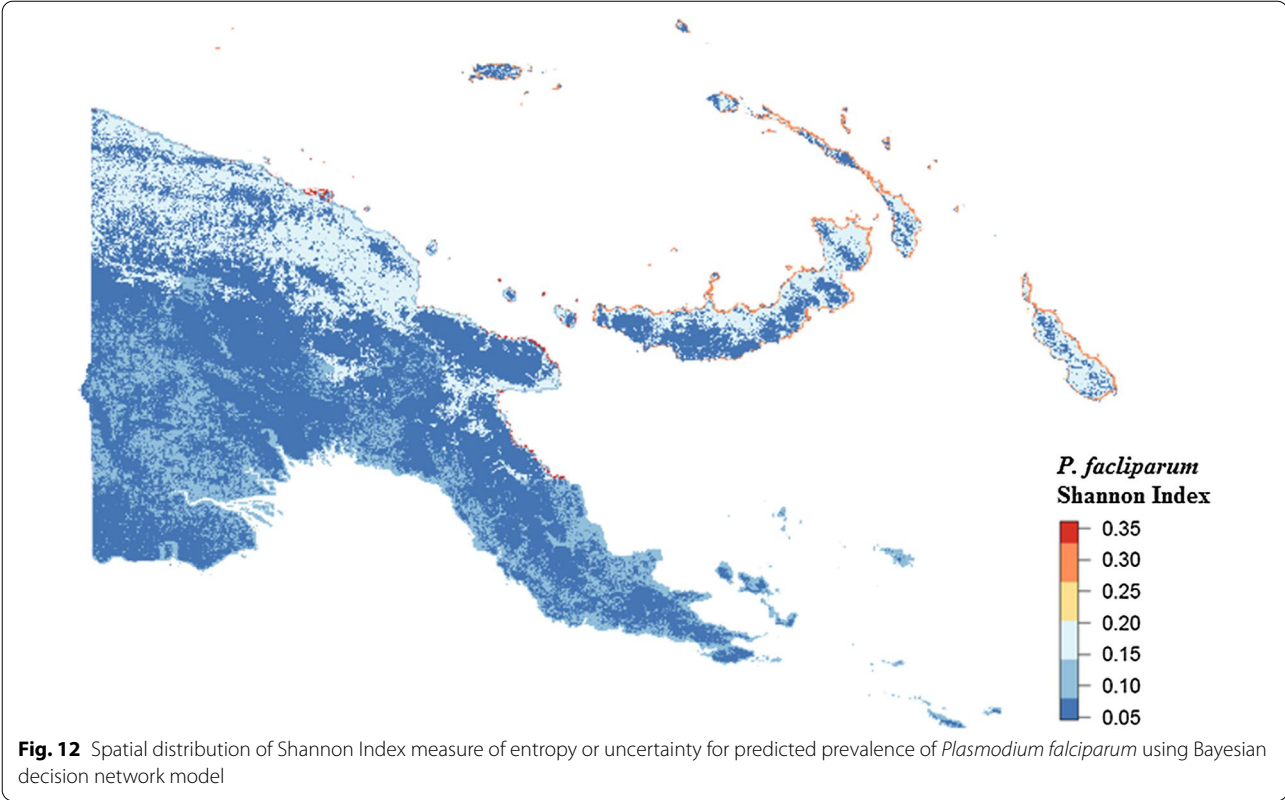 P. facliparum
Shannon Index
0.35
0.30
0.25
0.20
0.15
0.10
0.05
Fig. 12 Spatial distribution of Shannon Index measure of entropy or uncertainty for predicted prevalence of Plasmodium falciparum using Bayesian
decision network model